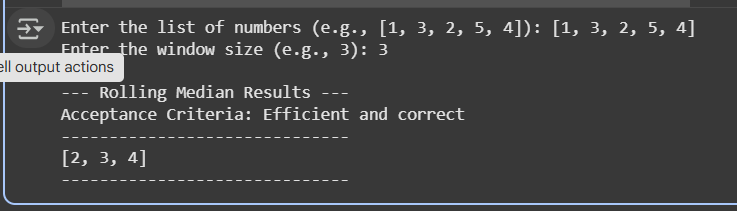 Enter the list of numbers (e.g., [1, 3, 2, 5, 4]): [1, 3, 2, 5, 4]
Enter the window size (e.g., 3): 3
ell output actions
--- Rolling Median Results ---
Acceptance Criteria: Efficient and correct
------------------------------
[2, 3, 4]
------------------------------